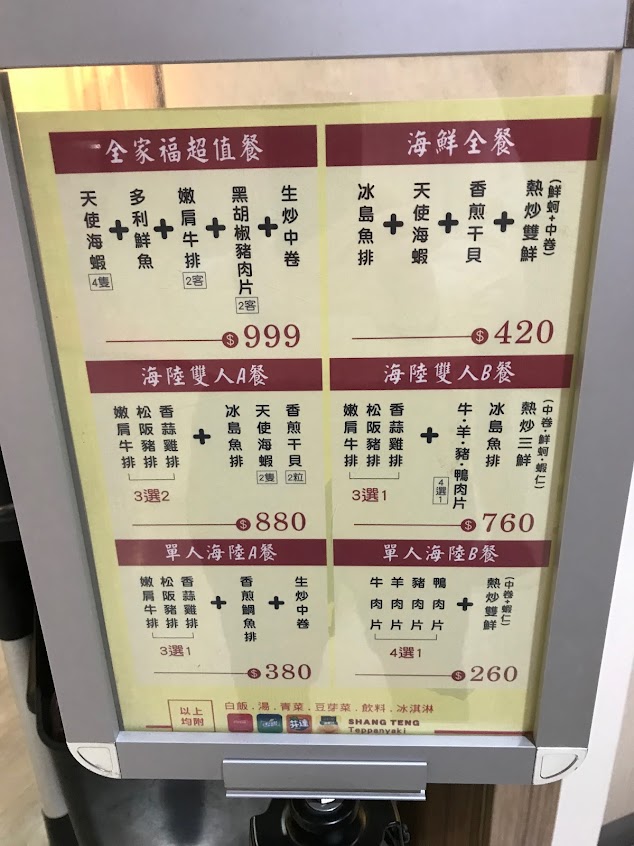 全家福超值餐
天使海蝦 4隻 + 多利鮮魚 + 嫩肩牛排 2客 + 黑胡椒豬肉片 2客 + 生炒中卷
$999
海鮮全餐
冰島魚排 + 天使海蝦 + 香煎干貝 + 熱炒雙鮮 (鮮蚵+中卷)
$420
海陸雙人A餐
嫩肩牛排 松阪豬排 香蒜雞排 + 冰島魚排 天使海蝦 2隻 香煎干貝 2粒
3選2
$880
海陸雙人B餐
嫩肩牛排 松阪豬排 香蒜雞排 + 牛·羊·豬·鴨肉片 4選1 冰島魚排 熱炒三鮮 (中卷·鮮蚵·蝦仁)
3選1
$760
單人海陸A餐
嫩肩牛排 松阪豬排 香蒜雞排 + 香煎鯛魚排 + 生炒中卷
3選1
$380
單人海陸B餐
牛肉片 羊肉片 豬肉片 鴨肉片 + 熱炒雙鮮 (中卷+蝦仁)
4選1
$260
以上均附
白飯.湯.青菜.豆芽菜.飲料.冰淇淋
芬達
SHANG TENG
Teppanyaki